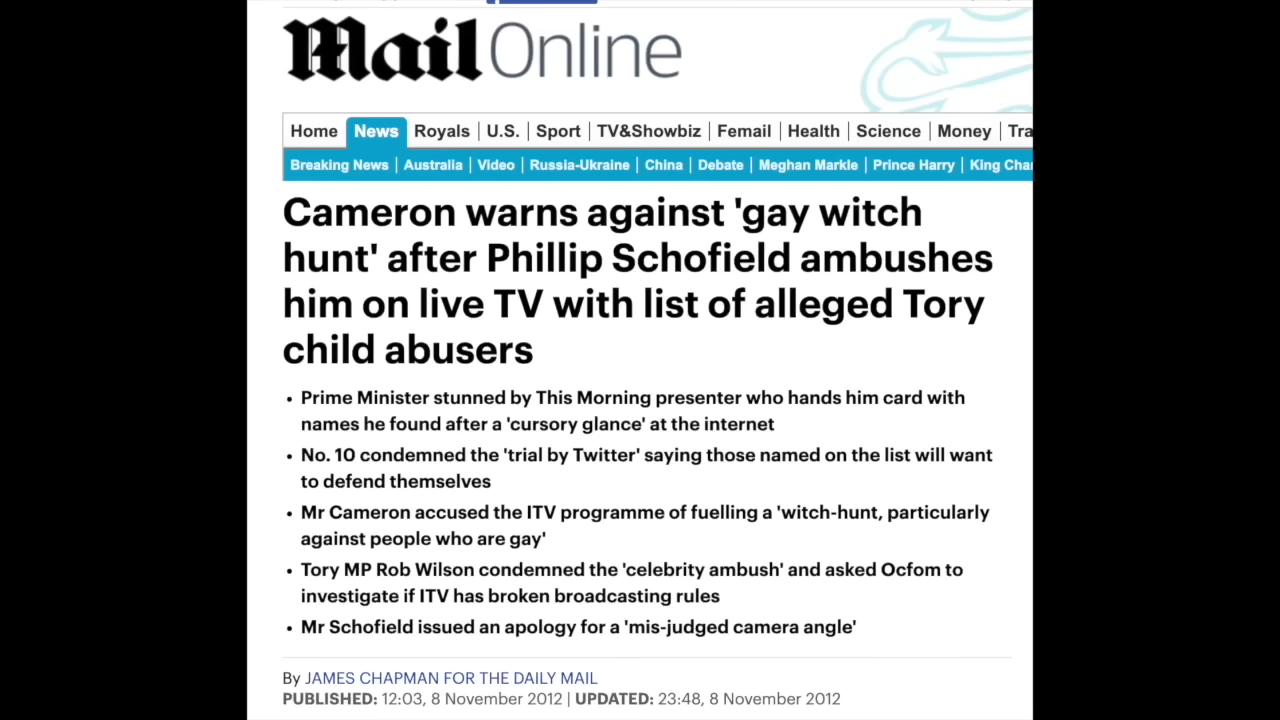 Mail Online
Home News Royals U.S. Sport TV&Showbiz Femail Health Science Money Tra
Breaking News Australia Video Russia-Ukraine China Debate Meghan Markle Prince Harry King Char
Cameron warns against 'gay witch
hunt' after Phillip Schofield ambushes
him on live TV with list of alleged Tory
child abusers
• Prime Minister stunned by This Morning presenter who hands him card with
names he found after a 'cursory glance' at the internet
• No. 10 condemned the 'trial by Twitter' saying those named on the list will want
to defend themselves
• Mr Cameron accused the ITV programme of fuelling a 'witch-hunt, particularly
against people who are gay'
• Tory MP Rob Wilson condemned the 'celebrity ambush' and asked Ocfom to
investigate if ITV has broken broadcasting rules
• Mr Schofield issued an apology for a 'mis-judged camera angle'
By JAMES CHAPMAN FOR THE DAILY MAIL
PUBLISHED: 12:03, 8 November 2012 | UPDATED: 23:48, 8 November 2012